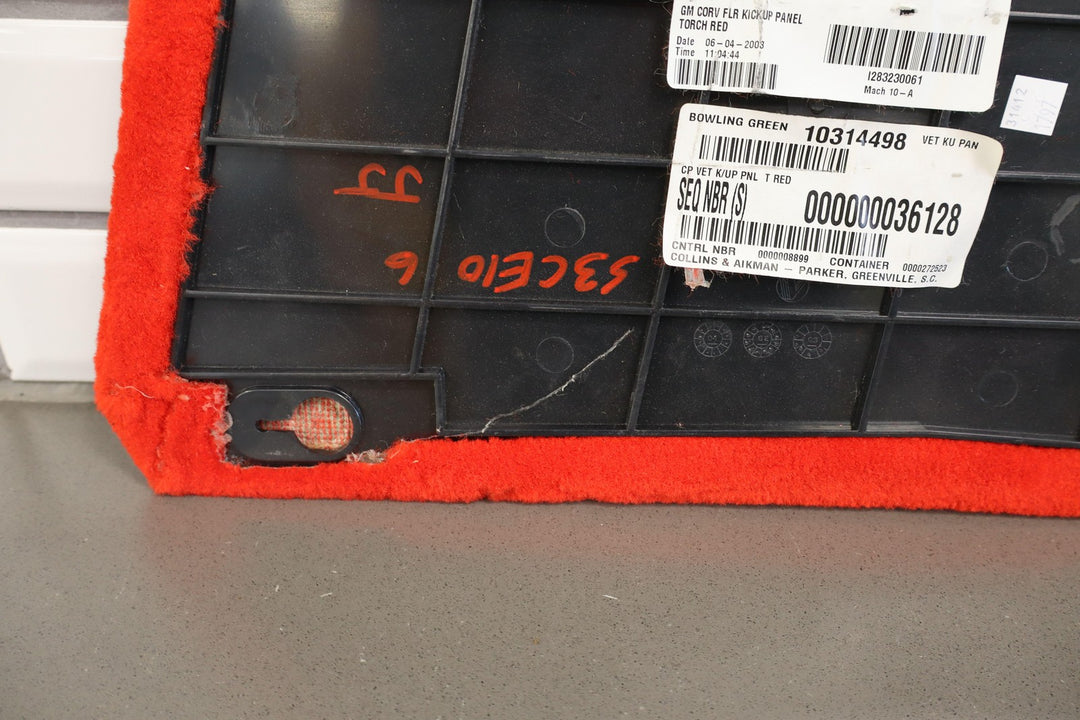 GM CORV FLR KICKUP PANEL
TORCH RED
Date 06-04-2003
Time 11:04:44
I283230061
Mach 10-A
31412
1707
BOWLING GREEN 10314498 VET KU PAN
CP VET K/UP PNL T RED
SEQ NBR (S) 000000036128
CNTRL NBR 0000008899 CONTAINER 0000272523
COLLINS & AIKMAN - PARKER, GREENVILLE, S.C.
JJ
53CE10
6